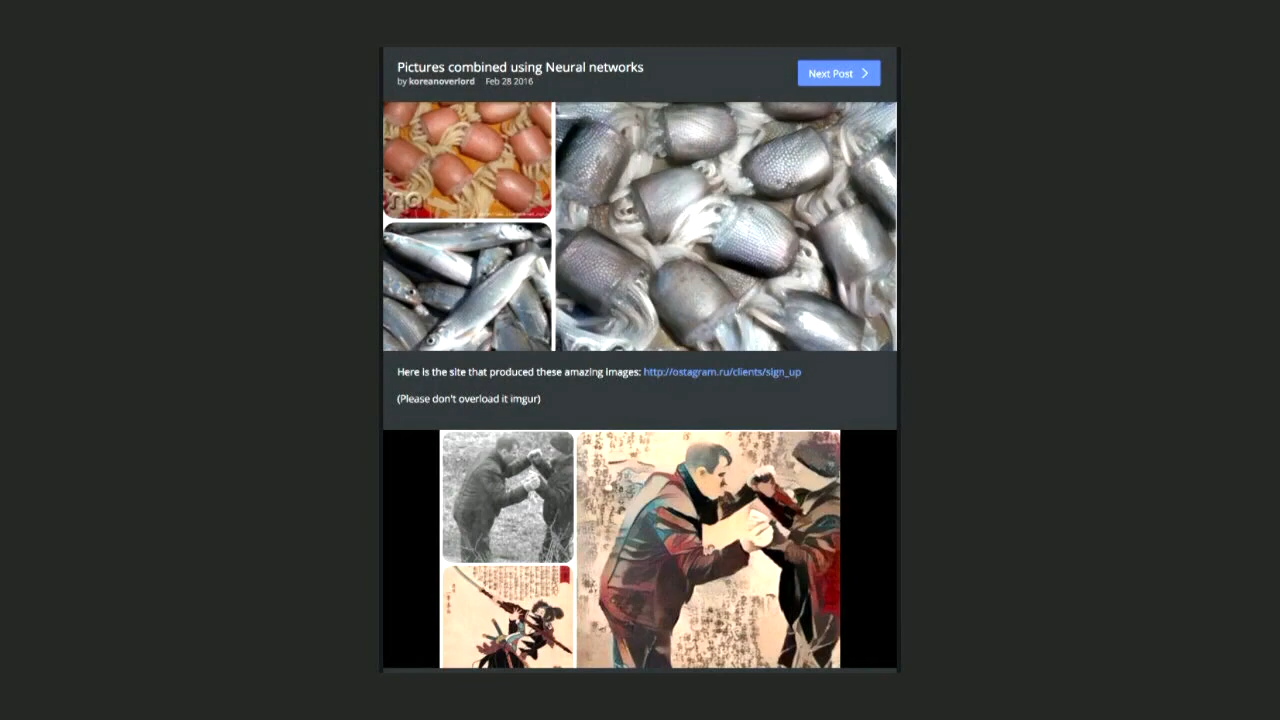 Pictures combined using Neural networks
by koreanoverlord Feb 28 2016
Next Post
Here is the site that produced these amazing images: http://ostagram.ru/clients/sign_up
(Please don't overload it imgur)